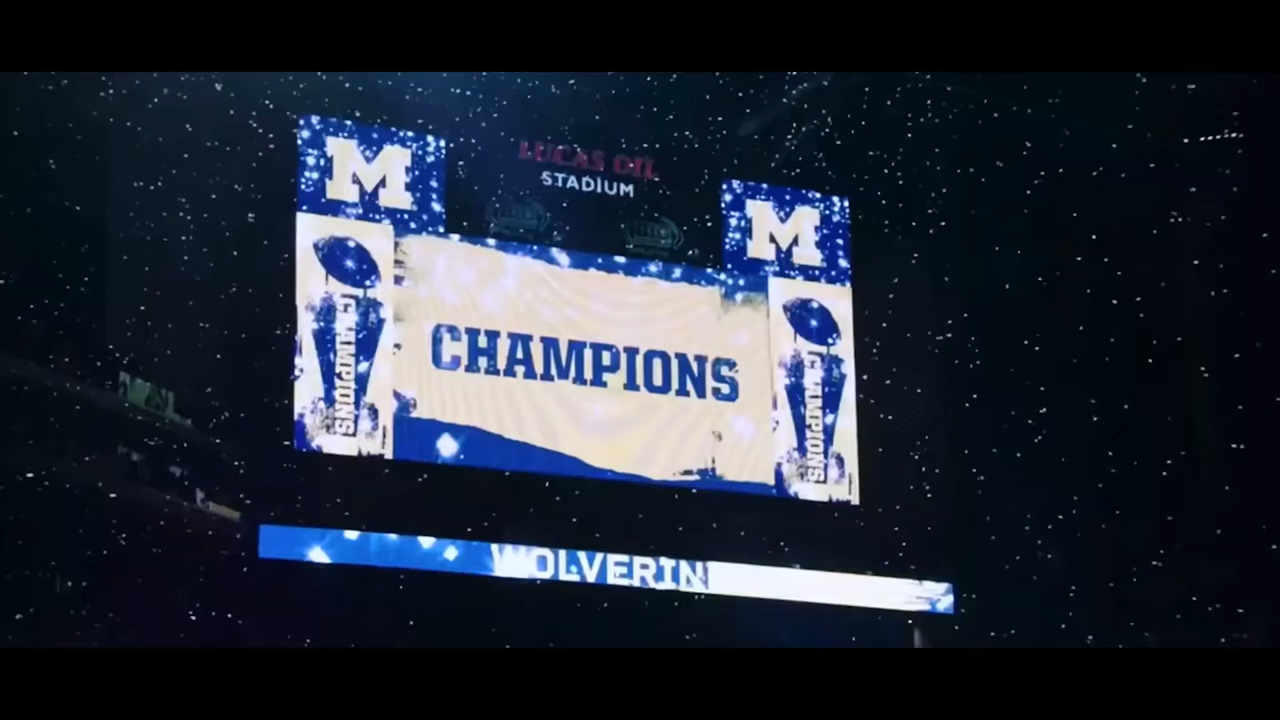 M
LUCAS OIL
STADIUM
M
CHAMPIONS
CHAMPIONS
CHAMPIONS
WOLVERIN